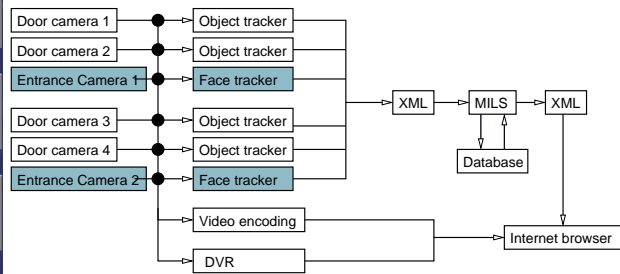 Door camera 1
Object tracker
Door camera 2
Object tracker
Entrance Camera 1
Face tracker
XML
MILS
XML
Door camera 3
Object tracker
Door camera 4
Object tracker
Database
Entrance Camera 2
Face tracker
Video encoding
Internet browser
DVR